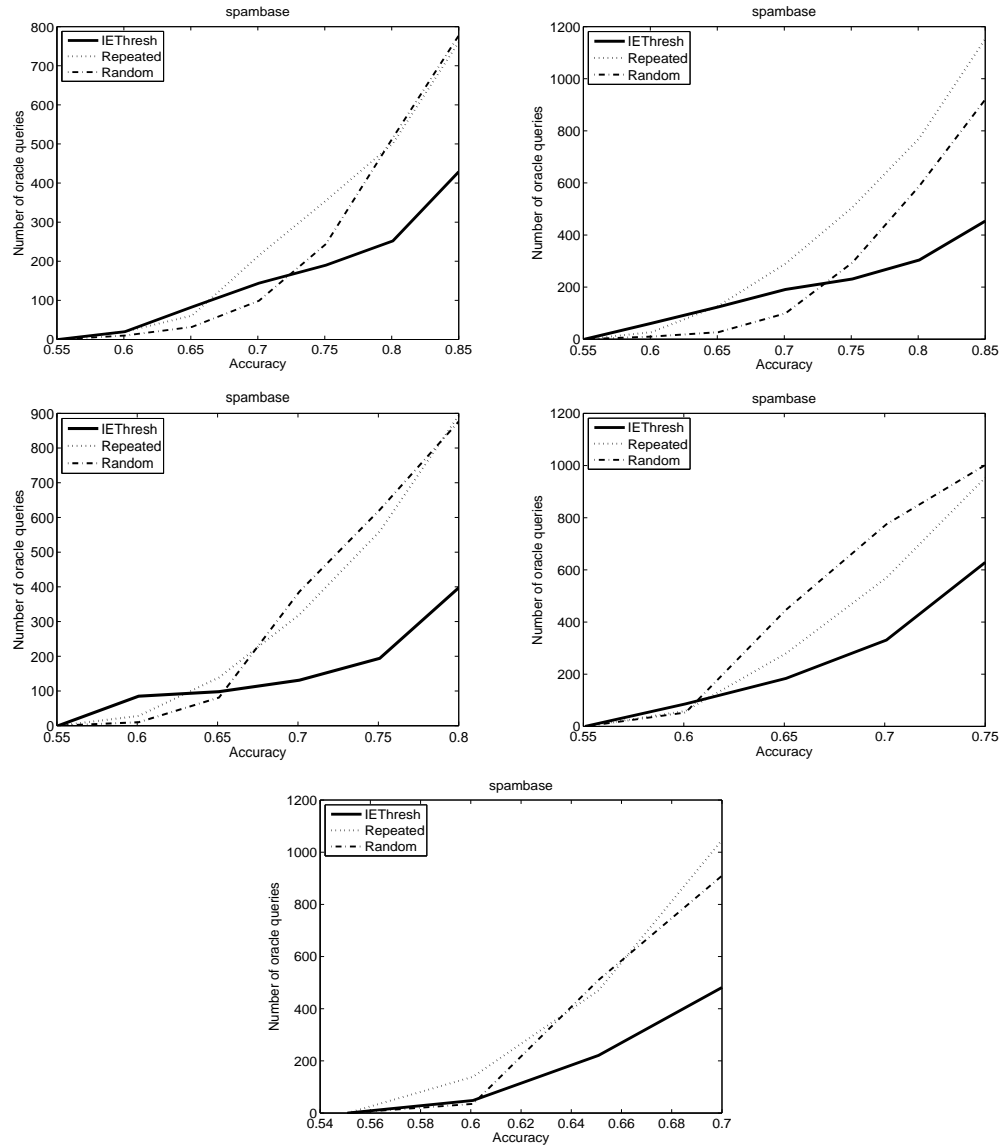 spambase
IEThresh
Repeated
Random
Number of oracle queries
800
700
600
500
400
300
200
100
0
0.55 0.6 0.65 0.7 0.75 0.8 0.85
Accuracy
spambase
IEThresh
Repeated
Random
Number of oracle queries
1200
1000
800
600
400
200
0
0.55 0.6 0.65 0.7 0.75 0.8 0.85
Accuracy
spambase
IEThresh
Repeated
Random
Number of oracle queries
900
800
700
600
500
400
300
200
100
0
0.55 0.6 0.65 0.7 0.75 0.8
Accuracy
spambase
IEThresh
Repeated
Random
Number of oracle queries
1200
1000
800
600
400
200
0
0.55 0.6 0.65 0.7 0.75
Accuracy
spambase
IEThresh
Repeated
Random
Number of oracle queries
1200
1000
800
600
400
200
0
0.54 0.56 0.58 0.6 0.62 0.64 0.66 0.68 0.7
Accuracy